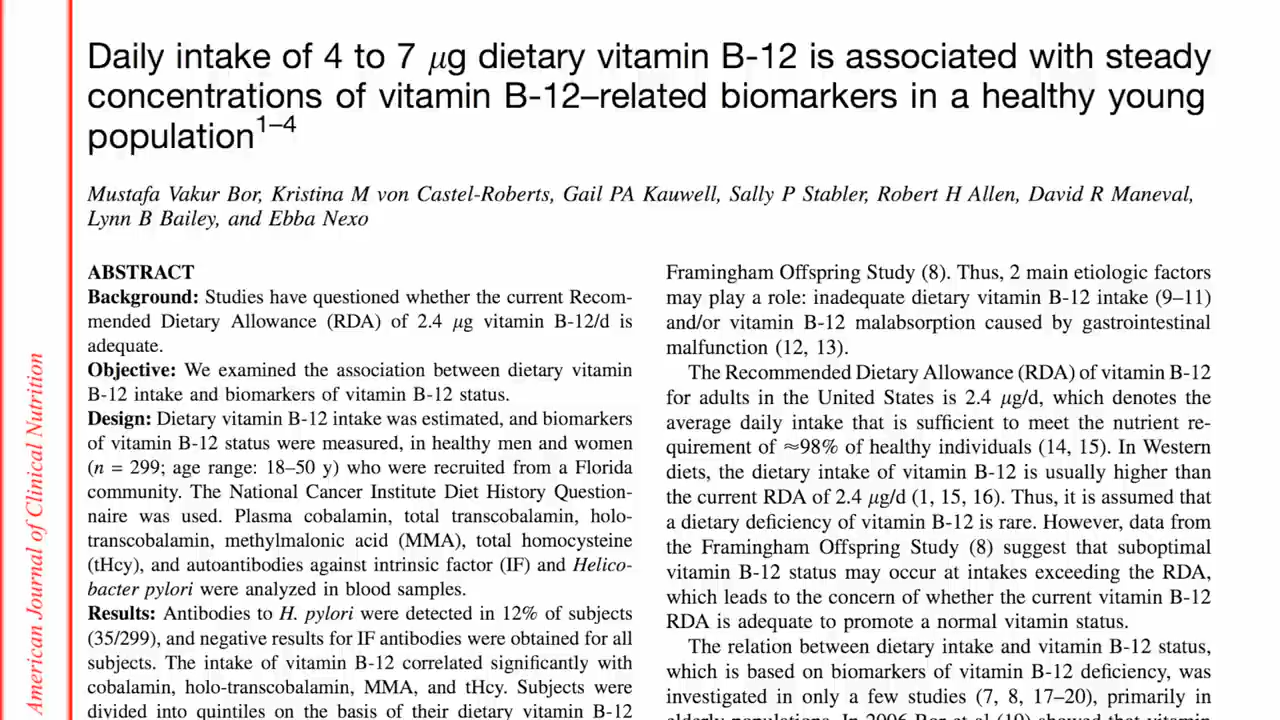 Daily intake of 4 to 7 μg dietary vitamin B-12 is associated with steady
concentrations of vitamin B-12–related biomarkers in a healthy young
population1–4
Mustafa Vakur Bor, Kristina M von Castel-Roberts, Gail PA Kauwell, Sally P Stabler, Robert H Allen, David R Maneval,
Lynn B Bailey, and Ebba Nexo
ABSTRACT
Background: Studies have questioned whether the current Recom-
mended Dietary Allowance (RDA) of 2.4 μg vitamin B-12/d is
adequate.
Objective: We examined the association between dietary vitamin
B-12 intake and biomarkers of vitamin B-12 status.
Design: Dietary vitamin B-12 intake was estimated, and biomarkers
of vitamin B-12 status were measured, in healthy men and women
(n = 299; age range: 18–50 y) who were recruited from a Florida
community. The National Cancer Institute Diet History Question-
naire was used. Plasma cobalamin, total transcobalamin, holo-
transcobalamin, methylmalonic acid (MMA), total homocysteine
(tHcy), and autoantibodies against intrinsic factor (IF) and Helico-
bacter pylori were analyzed in blood samples.
Results: Antibodies to H. pylori were detected in 12% of subjects
(35/299), and negative results for IF antibodies were obtained for all
subjects. The intake of vitamin B-12 correlated significantly with
cobalamin, holo-transcobalamin, MMA, and tHcy. Subjects were
divided into quintiles on the basis of their dietary vitamin B-12
Framingham Offspring Study (8). Thus, 2 main etiologic factors
may play a role: inadequate dietary vitamin B-12 intake (9–11)
and/or vitamin B-12 malabsorption caused by gastrointestinal
malfunction (12, 13).
The Recommended Dietary Allowance (RDA) of vitamin B-12
for adults in the United States is 2.4 μg/d, which denotes the
average daily intake that is sufficient to meet the nutrient re-
quirement of ≈98% of healthy individuals (14, 15). In Western
diets, the dietary intake of vitamin B-12 is usually higher than
the current RDA of 2.4 μg/d (1, 15, 16). Thus, it is assumed that
a dietary deficiency of vitamin B-12 is rare. However, data from
the Framingham Offspring Study (8) suggest that suboptimal
vitamin B-12 status may occur at intakes exceeding the RDA,
which leads to the concern of whether the current vitamin B-12
RDA is adequate to promote a normal vitamin status.
The relation between dietary intake and vitamin B-12 status,
which is based on biomarkers of vitamin B-12 deficiency, was
investigated in only a few studies (7, 8, 17–20), primarily in
elderly populations. In 2006 Bor et al (19) showed that vitamin
American Journal of Clinical Nutrition